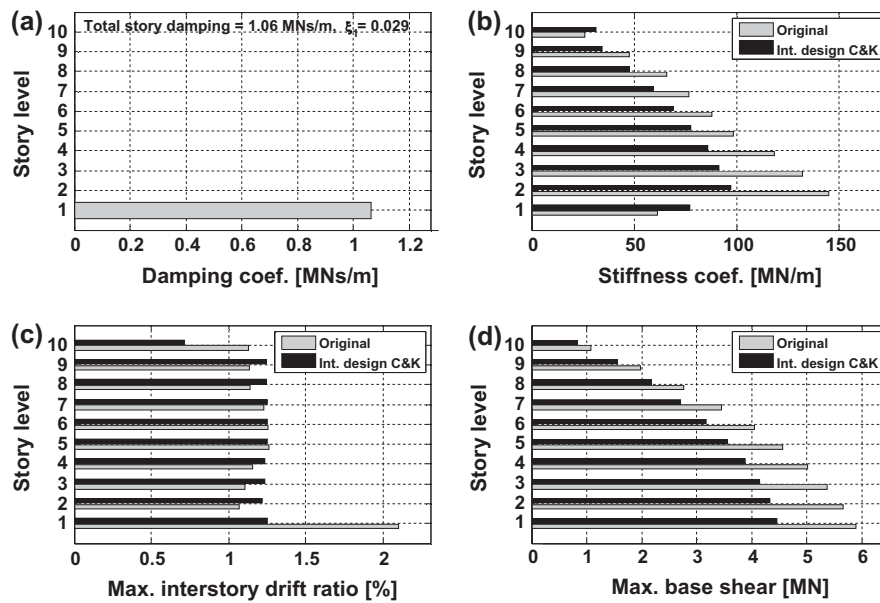 (a)
Total story damping = 1.06 MNs/m, ξ1= 0.029
10
9
8
7
6
5
4
3
2
1
Story level
0 0.2 0.4 0.6 0.8 1 1.2
Damping coef. [MNs/m]
(b)
Original
Int. design C&K
10
9
8
7
6
5
4
3
2
1
Story level
0 50 100 150
Stiffness coef. [MN/m]
(c)
Original
Int. design C&K
10
9
8
7
6
5
4
3
2
1
Story level
0 0.5 1 1.5 2
Max. interstory drift ratio [%]
(d)
Original
Int. design C&K
10
9
8
7
6
5
4
3
2
1
Story level
0 1 2 3 4 5 6
Max. base shear [MN]